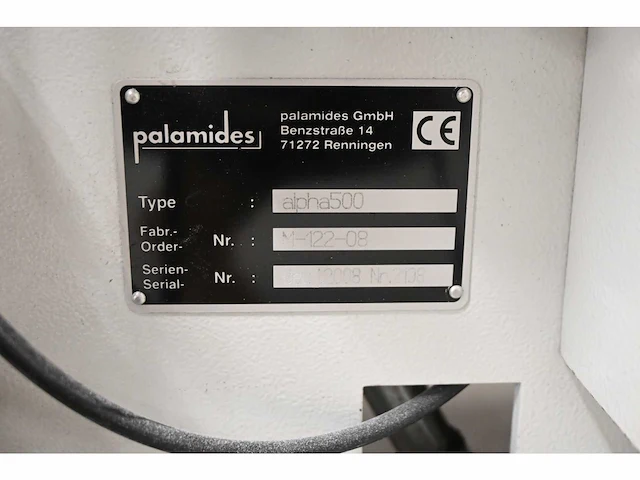 palamides
palamides GmbH
Benzstraße 14
71272 Renningen
CE
Type : alpha500
Fabr.-
Order- Nr. : M-122-08
Serien-
Serial- Nr. :